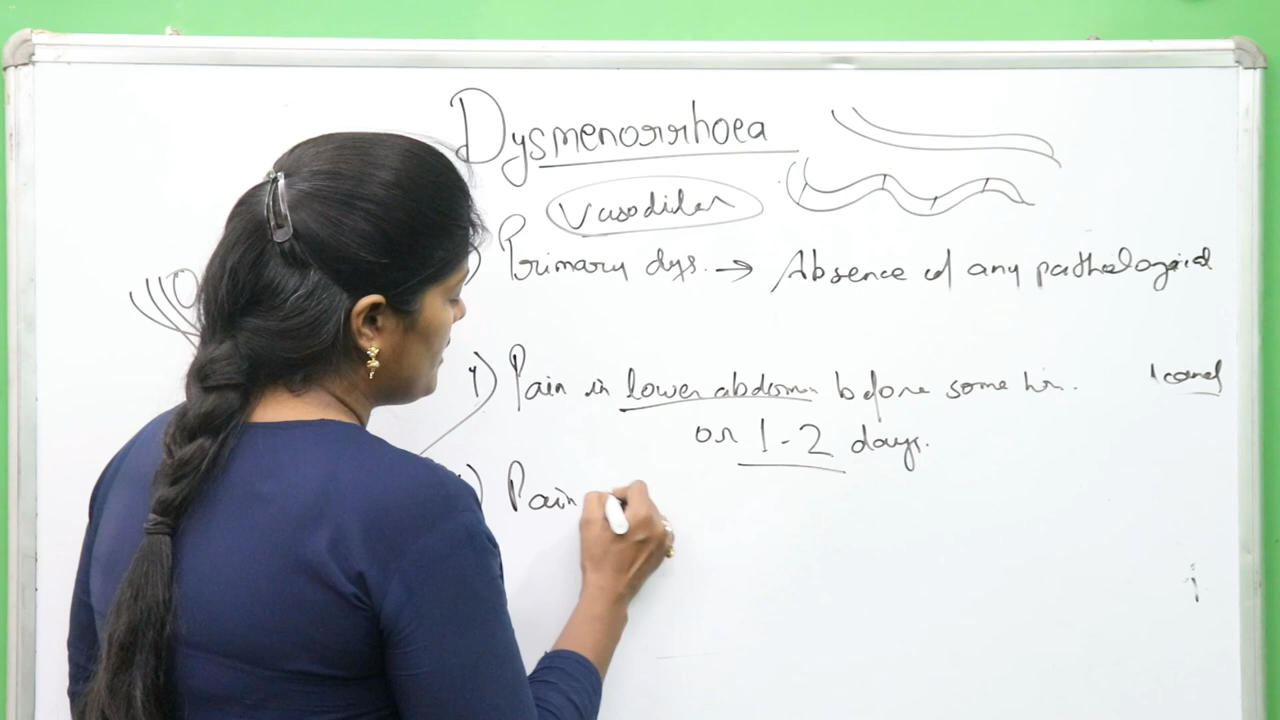 Dysmenorrhoea
) Primary dys. → Absence of any pathological
1) Pain in lower abdomen before some hr.
or 1-2 days.
) Pain